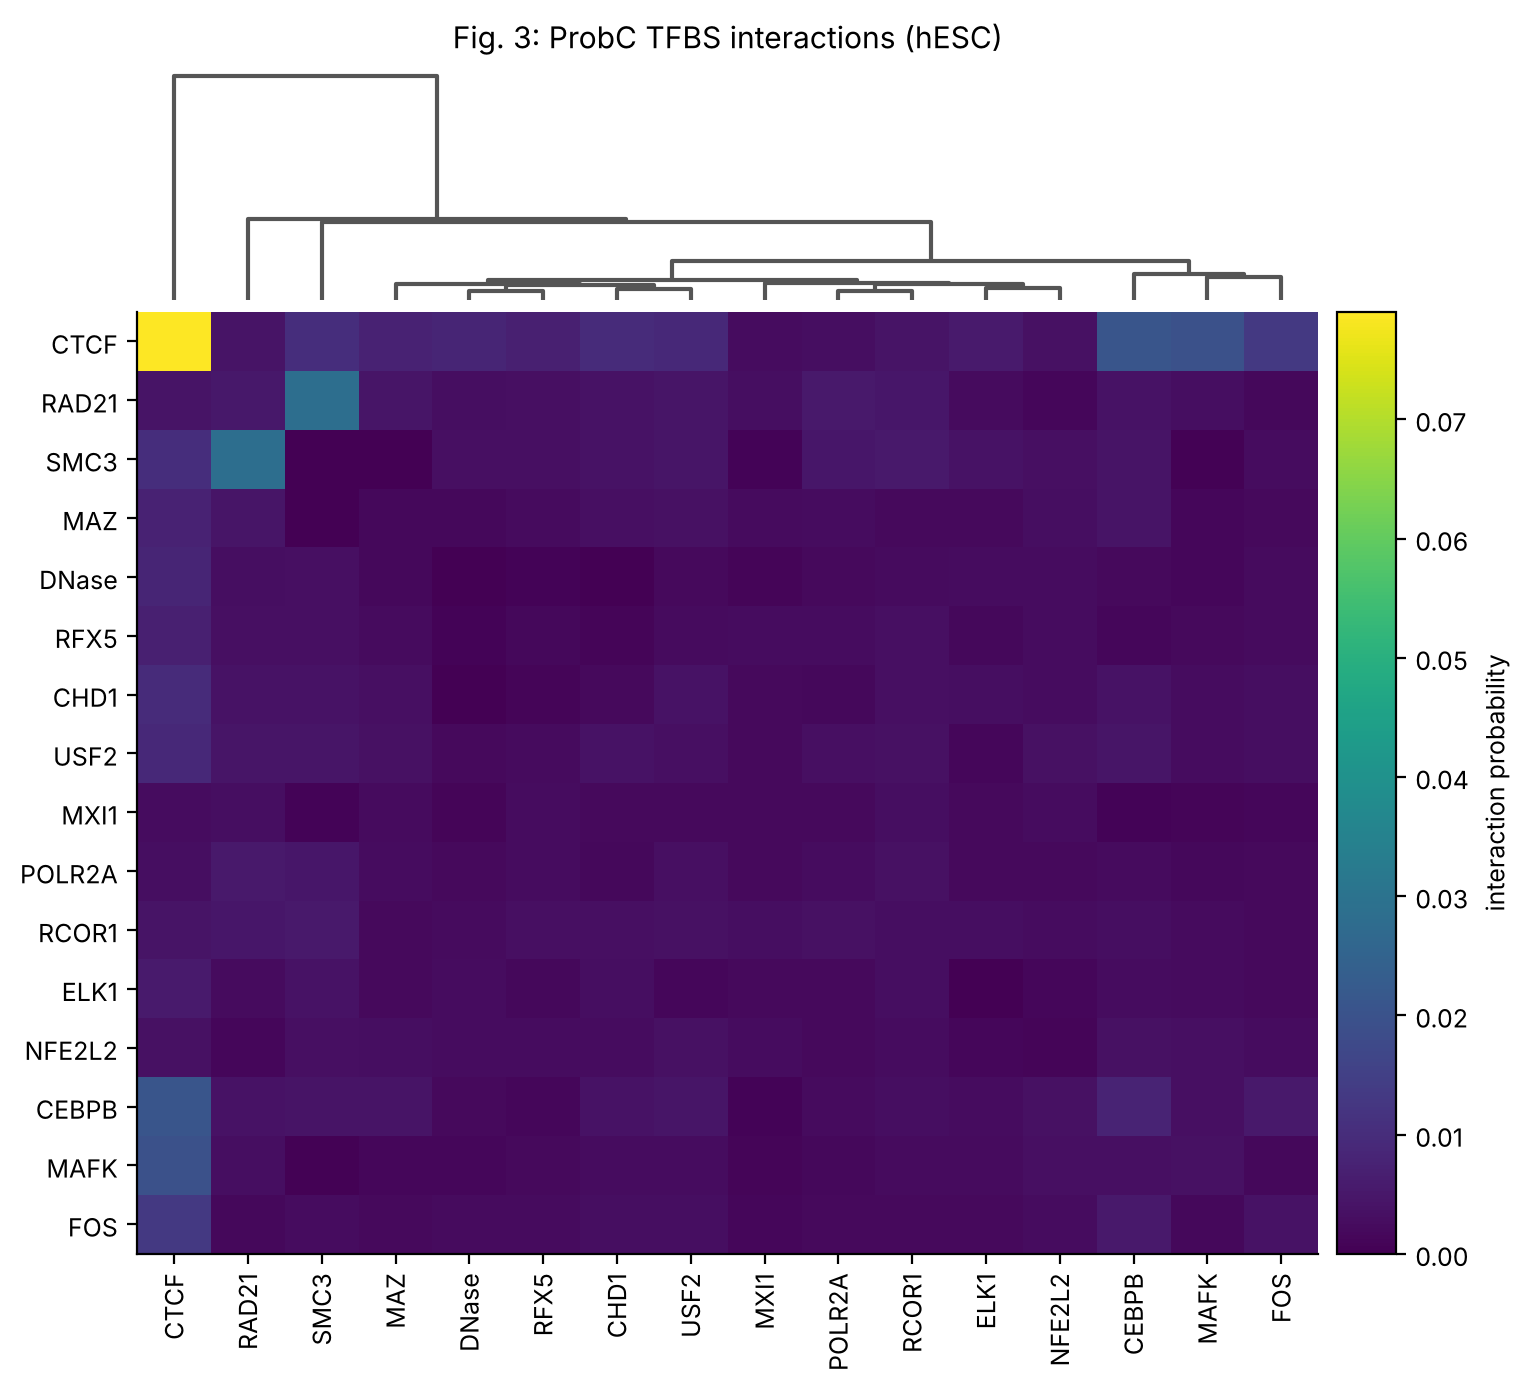 Fig. 3: ProbC TFBS interactions (hESC)
CTCF
RAD21
SMC3
MAZ
DNase
RFX5
CHD1
USF2
MXI1
POLR2A
RCOR1
ELK1
NFE2L2
CEBPB
MAFK
FOS
CTCF
RAD21
SMC3
MAZ
DNase
RFX5
CHD1
USF2
MXI1
POLR2A
RCOR1
ELK1
NFE2L2
CEBPB
MAFK
FOS
0.07
0.06
0.05
0.04
0.03
0.02
0.01
0.00
interaction probability